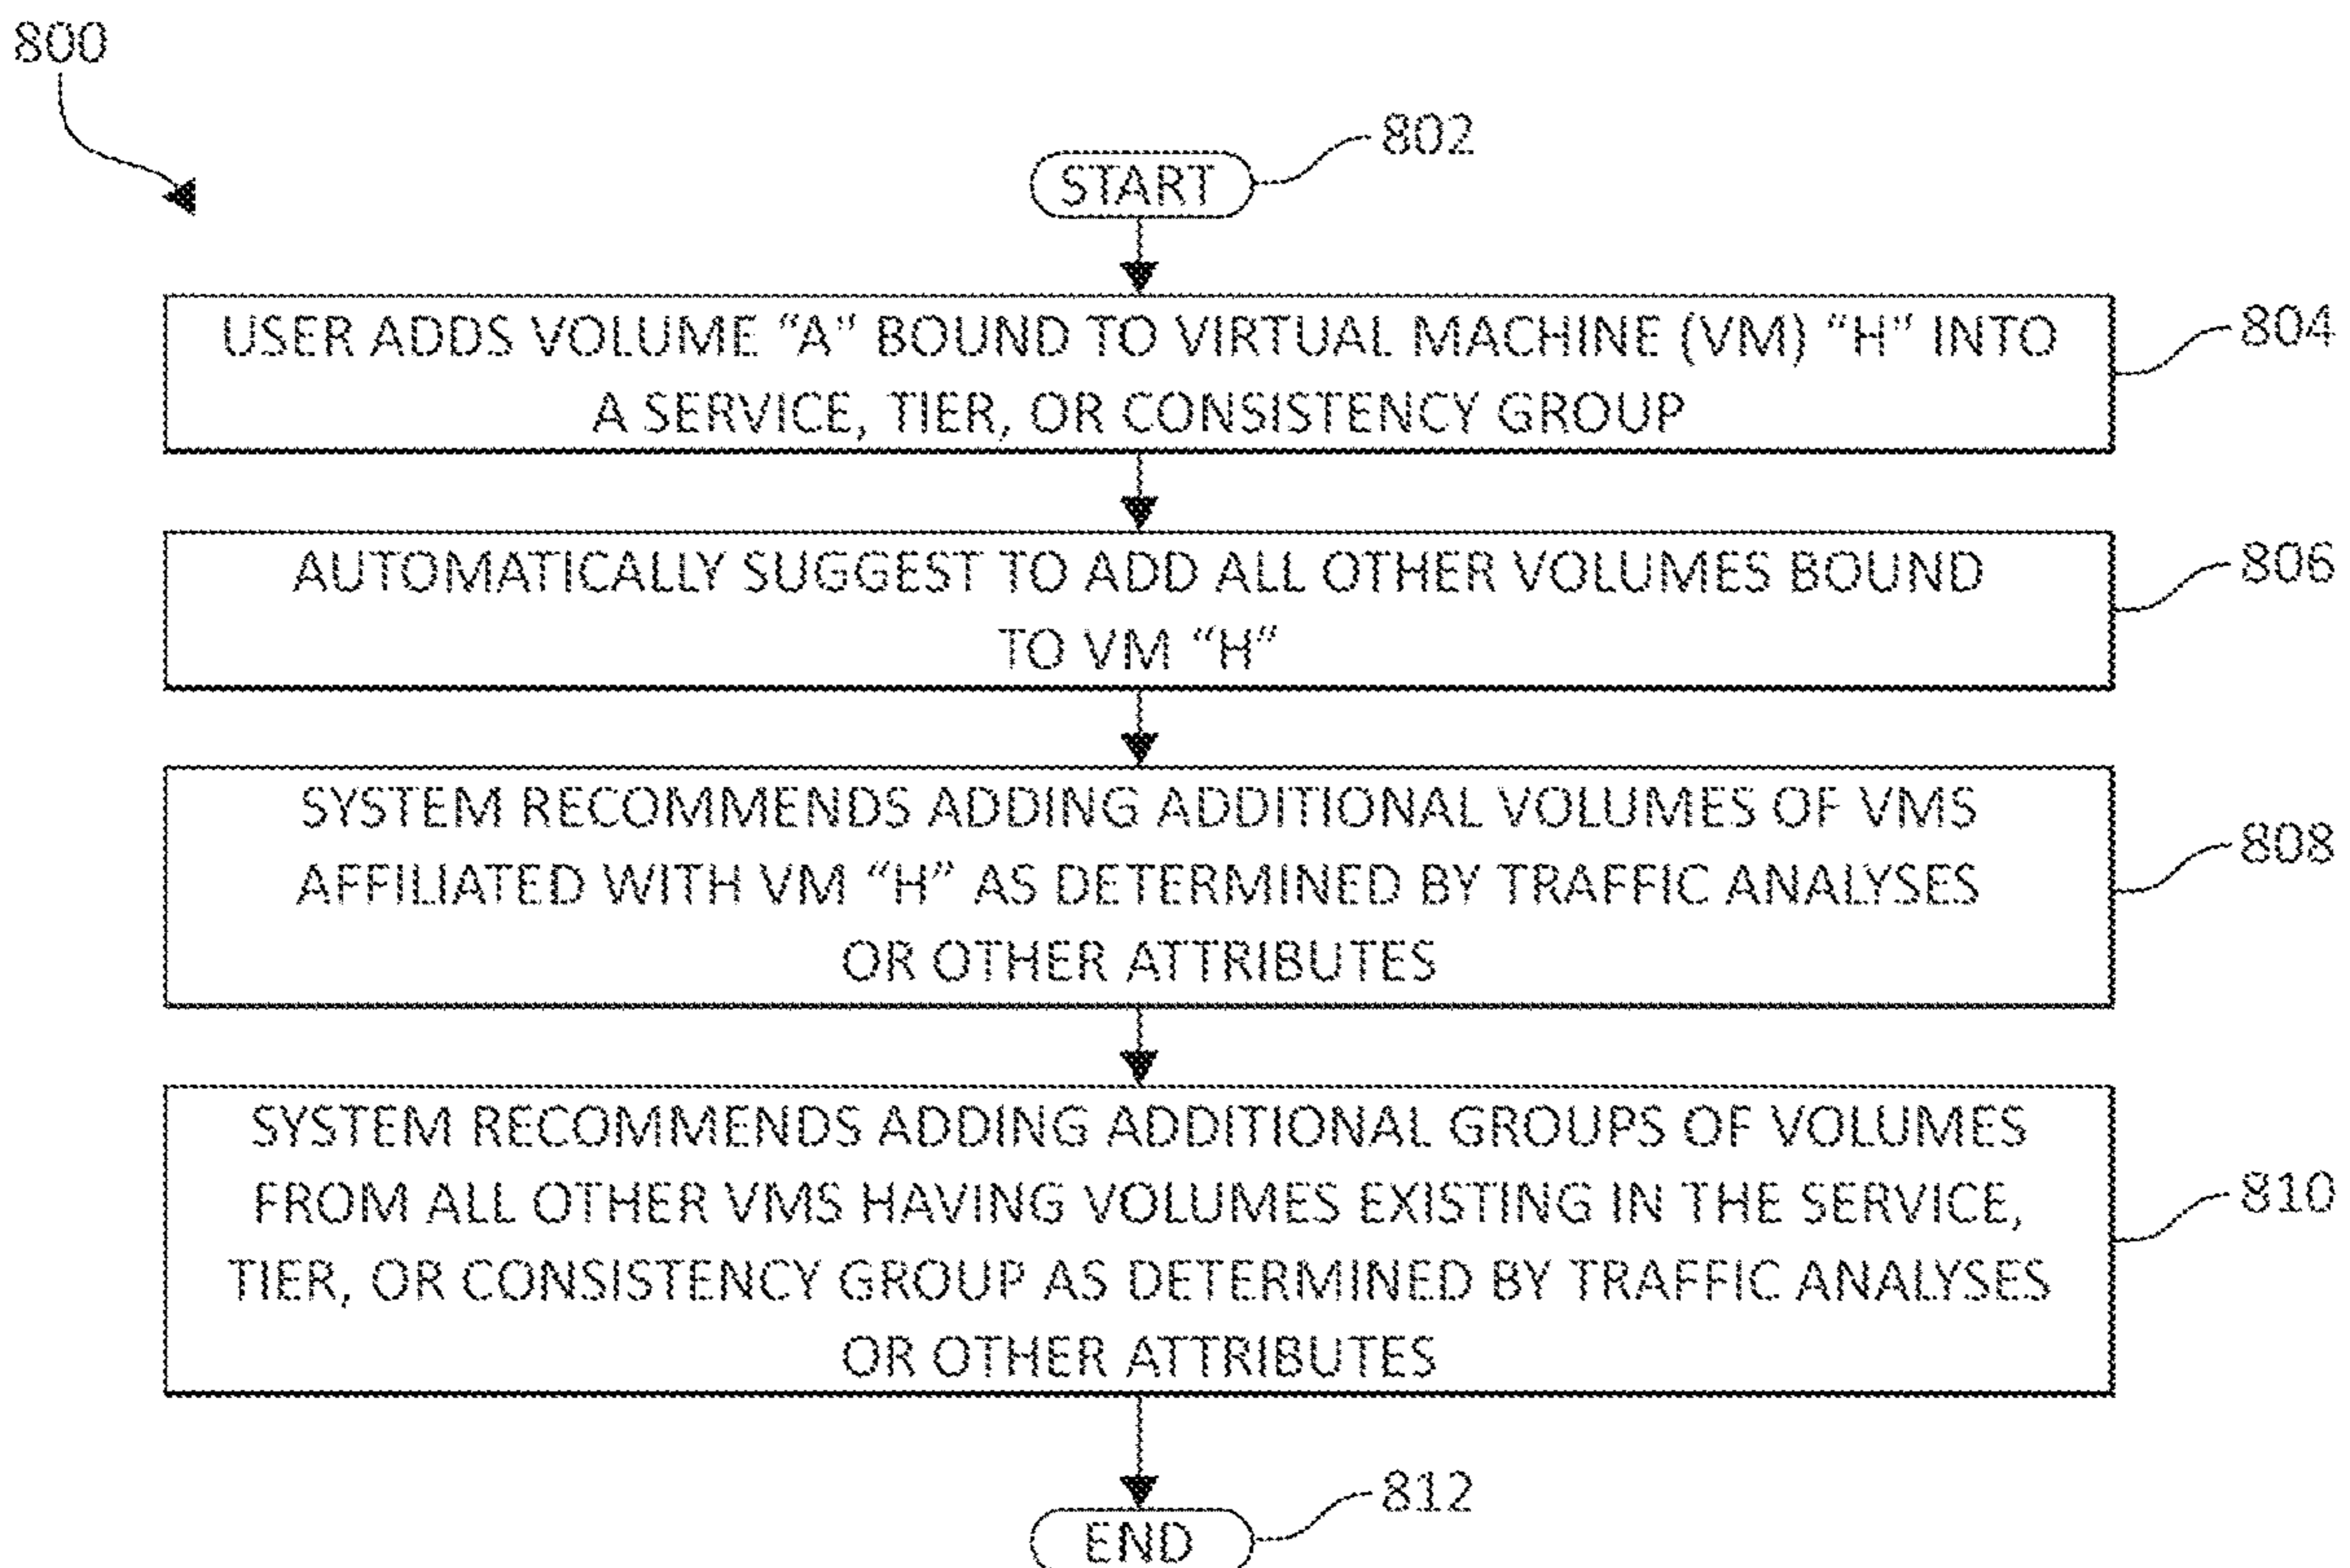 800
802
START
USER ADDS VOLUME “A” BOUND TO VIRTUAL MACHINE (VM) “H” INTO
A SERVICE, TIER, OR CONSISTENCY GROUP
804
AUTOMATICALLY SUGGEST TO ADD ALL OTHER VOLUMES BOUND
TO VM “H”
806
SYSTEM RECOMMENDS ADDING ADDITIONAL VOLUMES OF VMS
AFFILIATED WITH VM “H” AS DETERMINED BY TRAFFIC ANALYSES
OR OTHER ATTRIBUTES
808
SYSTEM RECOMMENDS ADDING ADDITIONAL GROUPS OF VOLUMES
FROM ALL OTHER VMS HAVING VOLUMES EXISTING IN THE SERVICE,
TIER, OR CONSISTENCY GROUP AS DETERMINED BY TRAFFIC ANALYSES
OR OTHER ATTRIBUTES
810
812
END